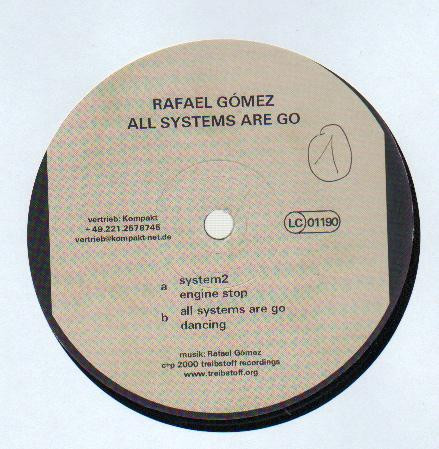 RAFAEL GÓMEZ
ALL SYSTEMS ARE GO
1
vertrieb: Kompakt
+49.221.2578748
vertrieb@kompakt-net.de
LC 01190
a system2
engine stop
b all systems are go
dancing
musik: Rafael Gómez
c+p 2000 treibstoff recordings
www.treibstoff.org